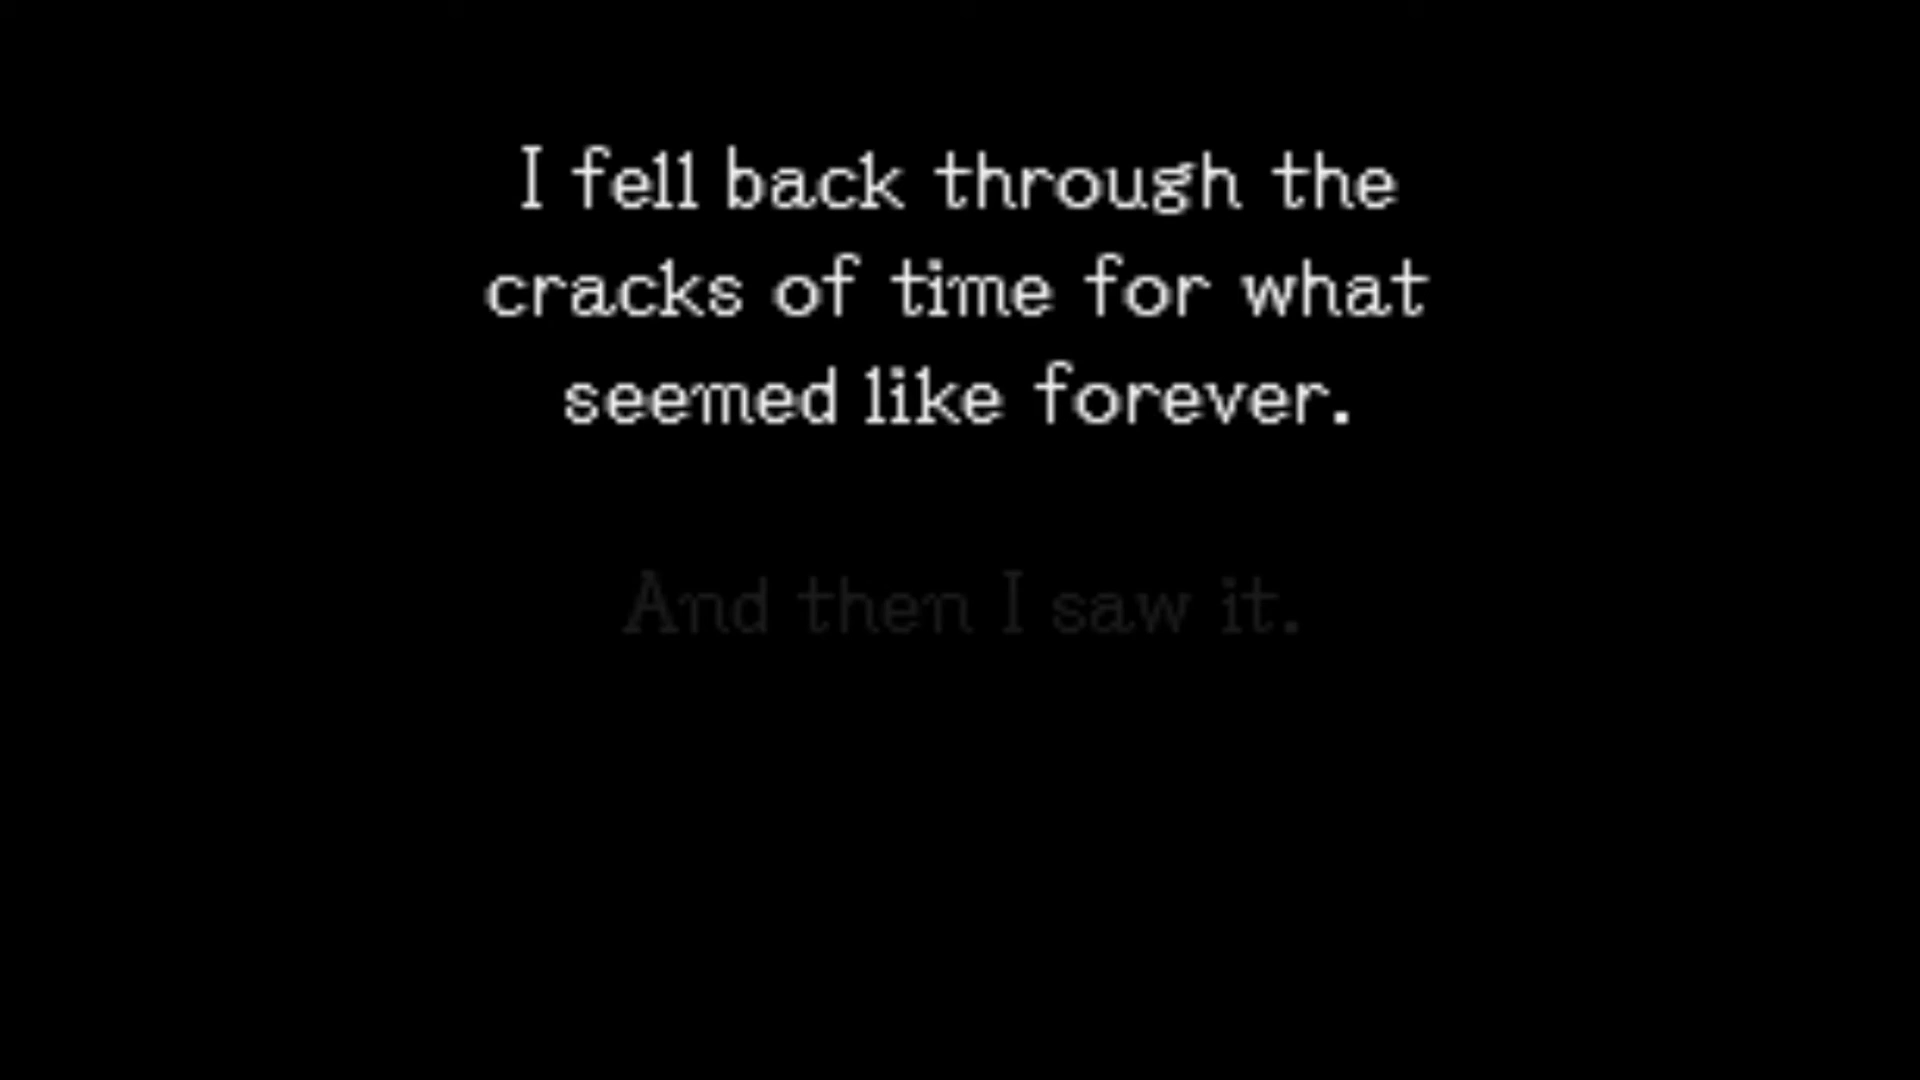 I fell back through the
cracks of time for what
seemed like forever.
And then I saw it.